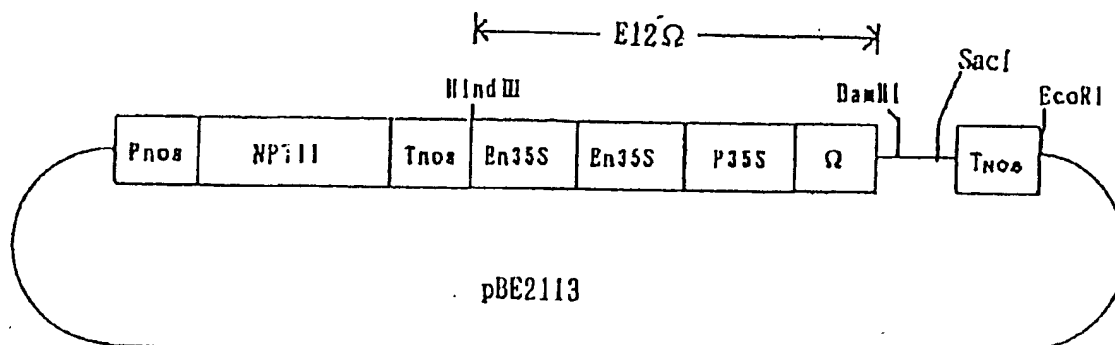 E12Ω
SacI
HindIII
BamHI
EcoRI
Pnos
NPTII
Tnos
En35S
En35S
P35S
Ω
TNOS
pBE2113